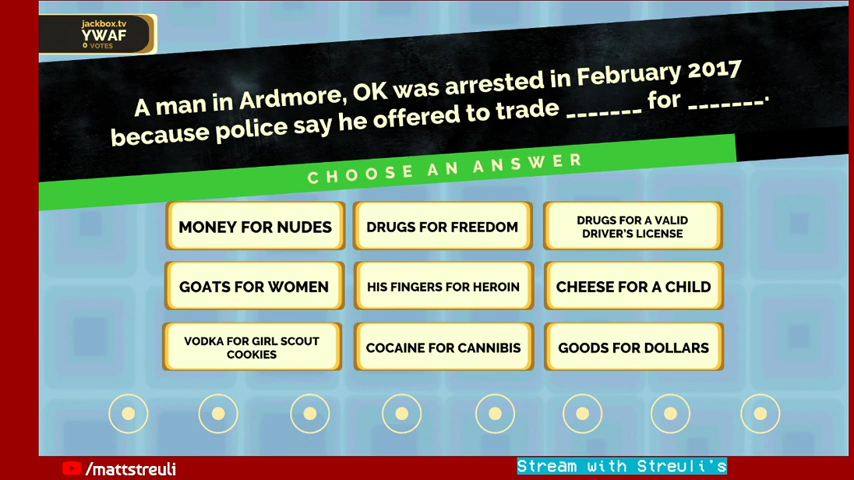 jackbox.tv
YWAF
0 VOTES
A man in Ardmore, OK was arrested in February 2017
because police say he offered to trade _______ for _______.
CHOOSE AN ANSWER
MONEY FOR NUDES
DRUGS FOR FREEDOM
DRUGS FOR A VALID
DRIVER'S LICENSE
GOATS FOR WOMEN
HIS FINGERS FOR HEROIN
CHEESE FOR A CHILD
VODKA FOR GIRL SCOUT
COOKIES
COCAINE FOR CANNIBIS
GOODS FOR DOLLARS
/mattstreuli
Stream with Streuli's